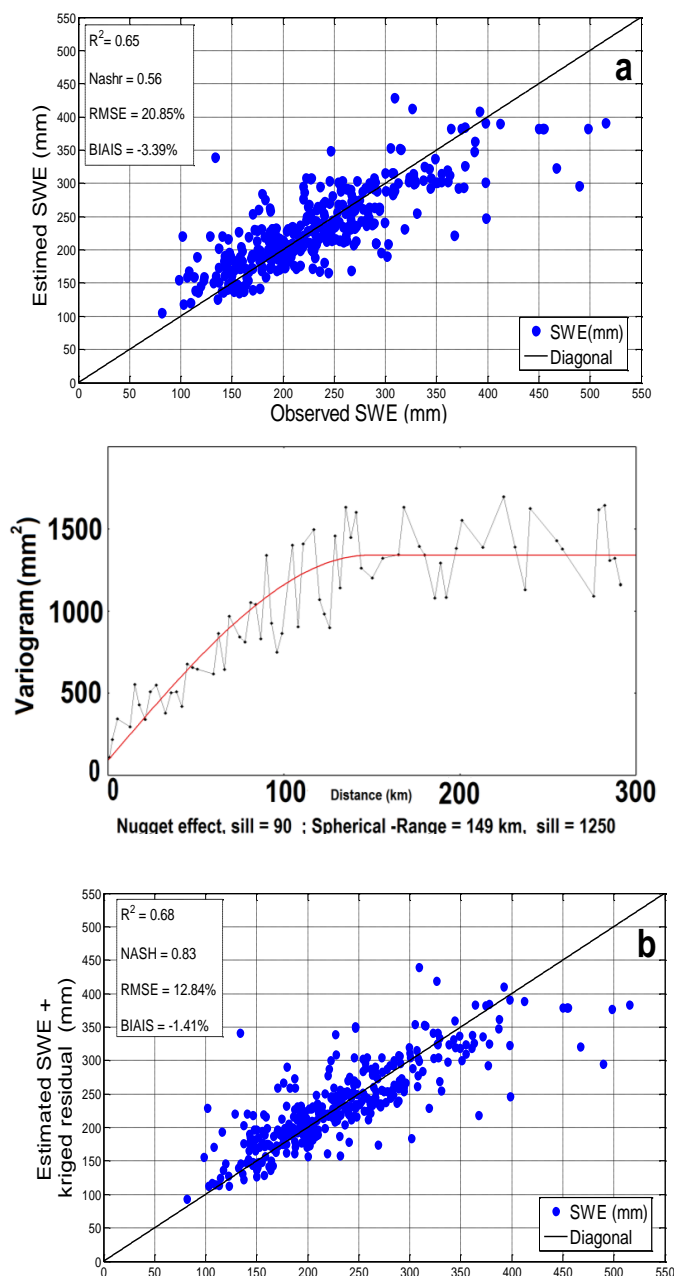 a
R²= 0.65
Nashr = 0.56
RMSE = 20.85%
BIAIS = -3.39%
Estimed SWE (mm)
550
500
450
400
350
300
250
200
150
100
50
0
SWE(mm)
Diagonal
0 50 100 150 200 250 300 350 400 450 500 550
Observed SWE (mm)
Variogram(mm²)
1500
1000
500
0
0 100 200 300
Distance (km)
Nugget effect, sill = 90 ; Spherical -Range = 149 km, sill = 1250
b
R² = 0.68
NASH = 0.83
RMSE = 12.84%
BIAIS = -1.41%
Estimated SWE +
kriged residual (mm)
550
500
450
400
350
300
250
200
150
100
50
0
SWE (mm)
Diagonal
0 50 100 150 200 250 300 350 400 450 500 550